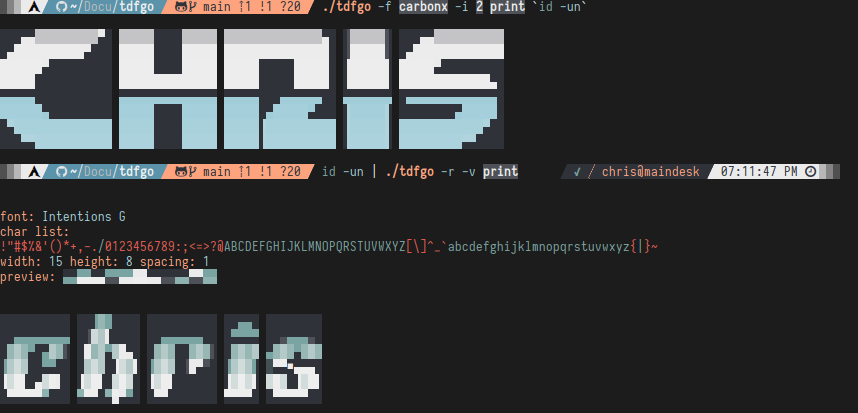 ~/Docu/tdfgo main ↑1 !1 ?20 ./tdfgo -f carbonx -i 2 print `id -un`
CHRIS
~/Docu/tdfgo main ↑1 !1 ?20 id -un | ./tdfgo -r -v print ✓ / chris@maindesk 07:11:47 PM
font: Intentions G
char list:
!"#$%&'()*+,-./0123456789:;<=>?@ABCDEFGHIJKLMNOPQRSTUVWXYZ[\]^_`abcdefghijklmnopqrstuvwxyz{|}~
width: 15 height: 8 spacing: 1
preview:
chris